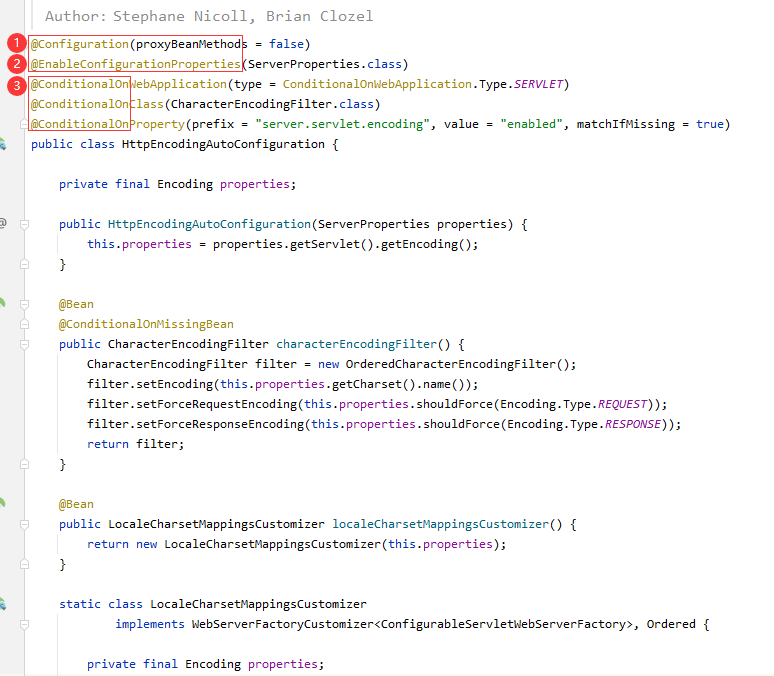 Author: Stephane Nicoll, Brian Clozel
1 @Configuration(proxyBeanMethods = false)
2 @EnableConfigurationProperties(ServerProperties.class)
3 @ConditionalOnWebApplication(type = ConditionalOnWebApplication.Type.SERVLET)
@ConditionalOnClass(CharacterEncodingFilter.class)
@ConditionalOnProperty(prefix = "server.servlet.encoding", value = "enabled", matchIfMissing = true)
public class HttpEncodingAutoConfiguration {
private final Encoding properties;
@ public HttpEncodingAutoConfiguration(ServerProperties properties) {
this.properties = properties.getServlet().getEncoding();
}
@Bean
@ConditionalOnMissingBean
public CharacterEncodingFilter characterEncodingFilter() {
CharacterEncodingFilter filter = new OrderedCharacterEncodingFilter();
filter.setEncoding(this.properties.getCharset().name());
filter.setForceRequestEncoding(this.properties.shouldForce(Encoding.Type.REQUEST));
filter.setForceResponseEncoding(this.properties.shouldForce(Encoding.Type.RESPONSE));
return filter;
}
@Bean
public LocaleCharsetMappingsCustomizer localeCharsetMappingsCustomizer() {
return new LocaleCharsetMappingsCustomizer(this.properties);
}
static class LocaleCharsetMappingsCustomizer
implements WebServerFactoryCustomizer<ConfigurableServletWebServerFactory>, Ordered {
private final Encoding properties;